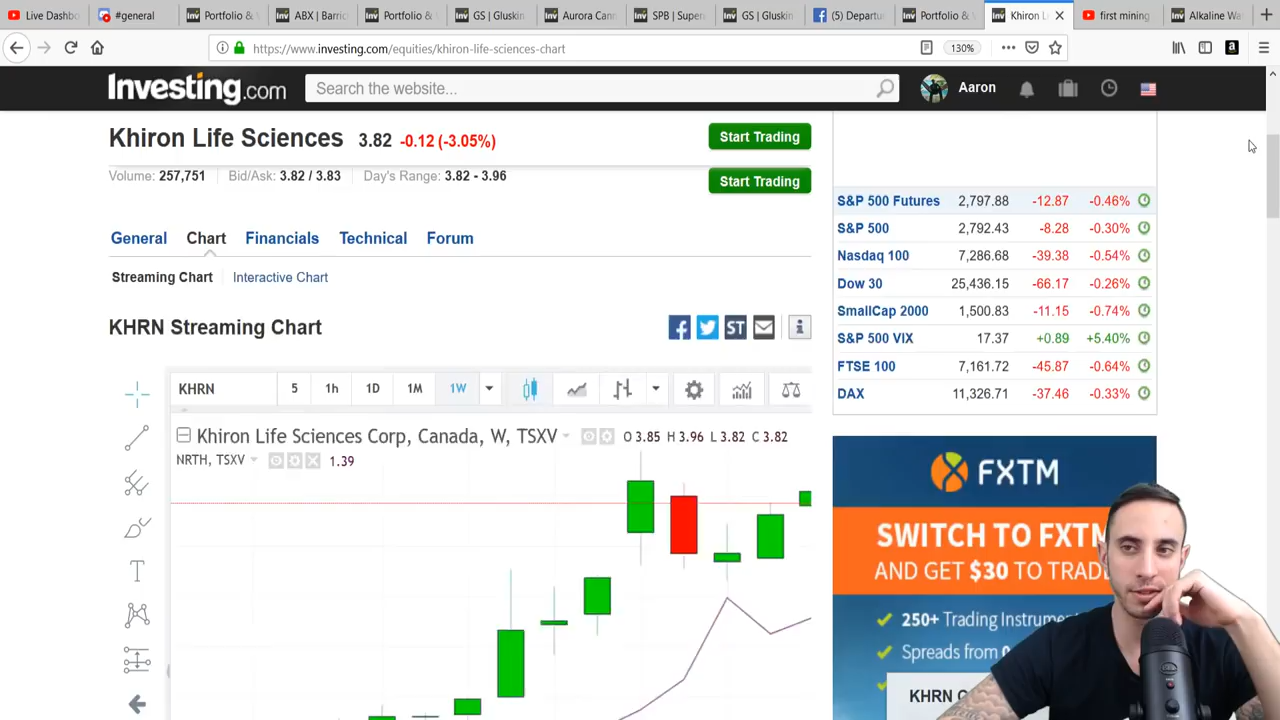 Live Dashbo
#general
Portfolio &
ABX | Barric
Portfolio &
GS | Gluskin
Aurora Cann
SPB | Super
GS | Gluskin
(5) Departu
Portfolio &
Khiron L
first mining
Alkaline Wa
https://www.investing.com/equities/khiron-life-sciences-chart
130%
Investing.com
Search the website...
Aaron
Khiron Life Sciences 3.82 -0.12 (-3.05%)
Start Trading
Volume: 257,751 Bid/Ask: 3.82 / 3.83 Day's Range: 3.82 - 3.96
Start Trading
General Chart Financials Technical Forum
Streaming Chart Interactive Chart
KHRN Streaming Chart
ST
KHRN 5 1h 1D 1M 1W
Khiron Life Sciences Corp, Canada, W, TSXV O 3.85 H 3.96 L 3.82 C 3.82
NRTH, TSXV 1.39
S&P 500 Futures 2,797.88 -12.87 -0.46%
S&P 500 2,792.43 -8.28 -0.30%
Nasdaq 100 7,286.68 -39.38 -0.54%
Dow 30 25,436.15 -66.17 -0.26%
SmallCap 2000 1,500.83 -11.15 -0.74%
S&P 500 VIX 17.37 +0.89 +5.40%
FTSE 100 7,161.72 -45.87 -0.64%
DAX 11,326.71 -37.46 -0.33%
FXTM
SWITCH TO FXTM
AND GET $30 TO TRAD
250+ Trading Instrume
Spreads from
KHRN